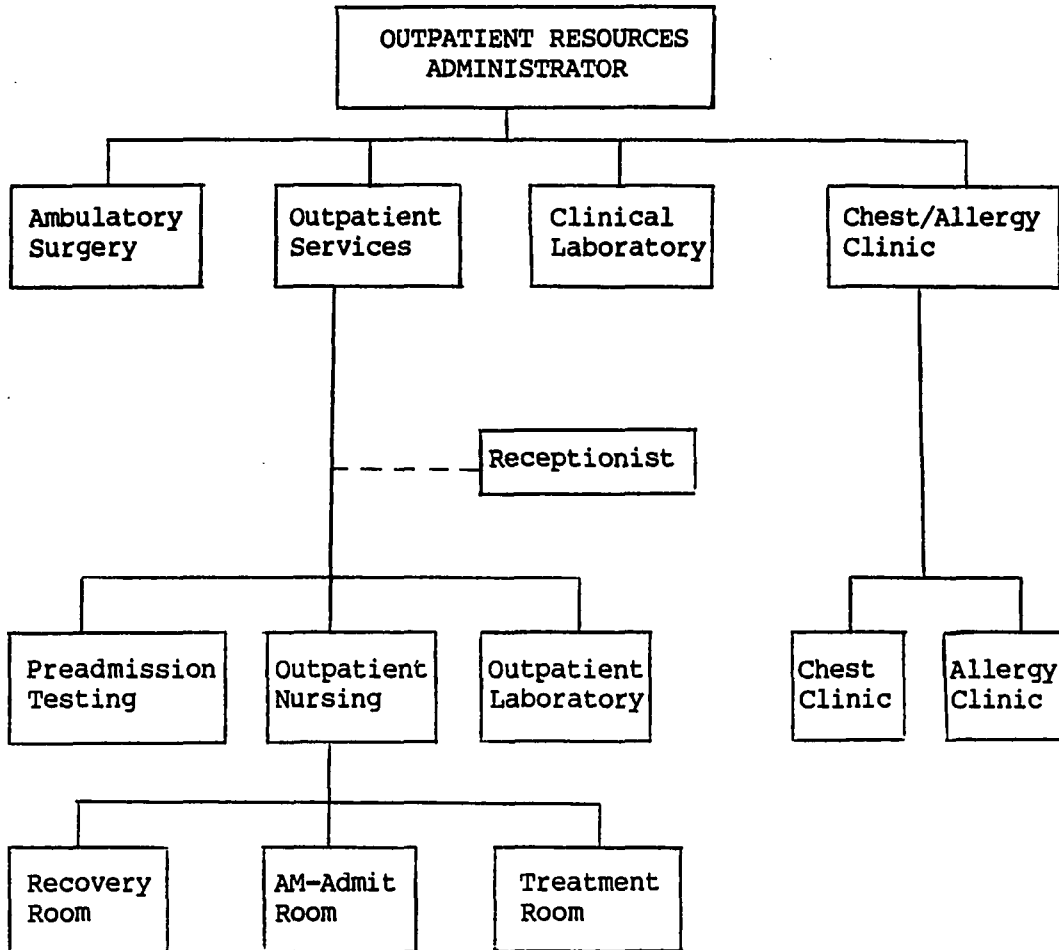 OUTPATIENT RESOURCES
ADMINISTRATOR
Ambulatory
Surgery
Outpatient
Services
Clinical
Laboratory
Chest/Allergy
Clinic
Receptionist
Preadmission
Testing
Outpatient
Nursing
Outpatient
Laboratory
Chest
Clinic
Allergy
Clinic
Recovery
Room
AM-Admit
Room
Treatment
Room